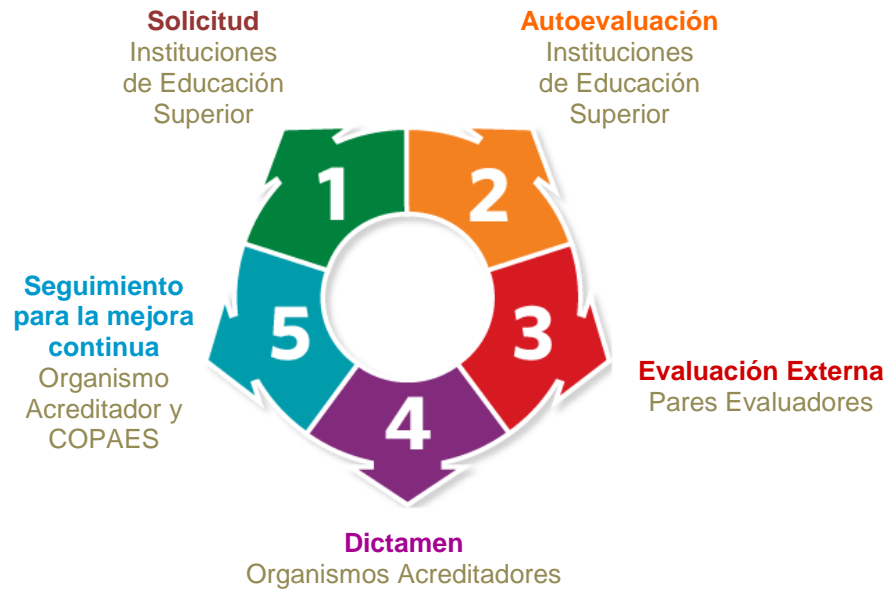 Solicitud
Instituciones
de Educación
Superior
Autoevaluación
Instituciones
de Educación
Superior
1
2
3
4
5
Evaluación Externa
Pares Evaluadores
Dictamen
Organismos Acreditadores
Seguimiento
para la mejora
continua
Organismo
Acreditador y
COPAES